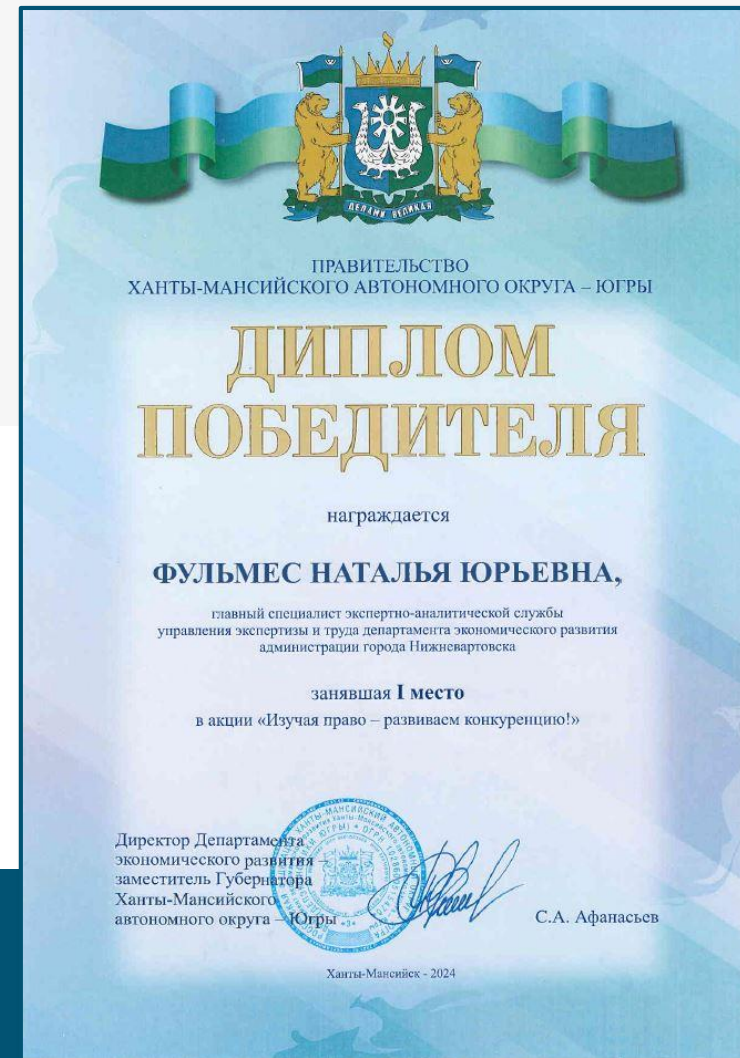 ДЕЛАМИ ВЕЛИКАЯ
ПРАВИТЕЛЬСТВО
ХАНТЫ-МАНСИЙСКОГО АВТОНОМНОГО ОКРУГА – ЮГРЫ
ДИПЛОМ
ПОБЕДИТЕЛЯ
награждается
ФУЛЬМЕС НАТАЛЬЯ ЮРЬЕВНА,
главный специалист экспертно-аналитической службы
управления экспертизы и труда департамента экономического развития
администрации города Нижневартовска
занявшая I место
в акции «Изучая право – развиваем конкуренцию!»
Директор Департамента
экономического развития –
заместитель Губернатора
Ханты-Мансийского
автономного округа – Югры
С.А. Афанасьев
Ханты-Мансийск - 2024